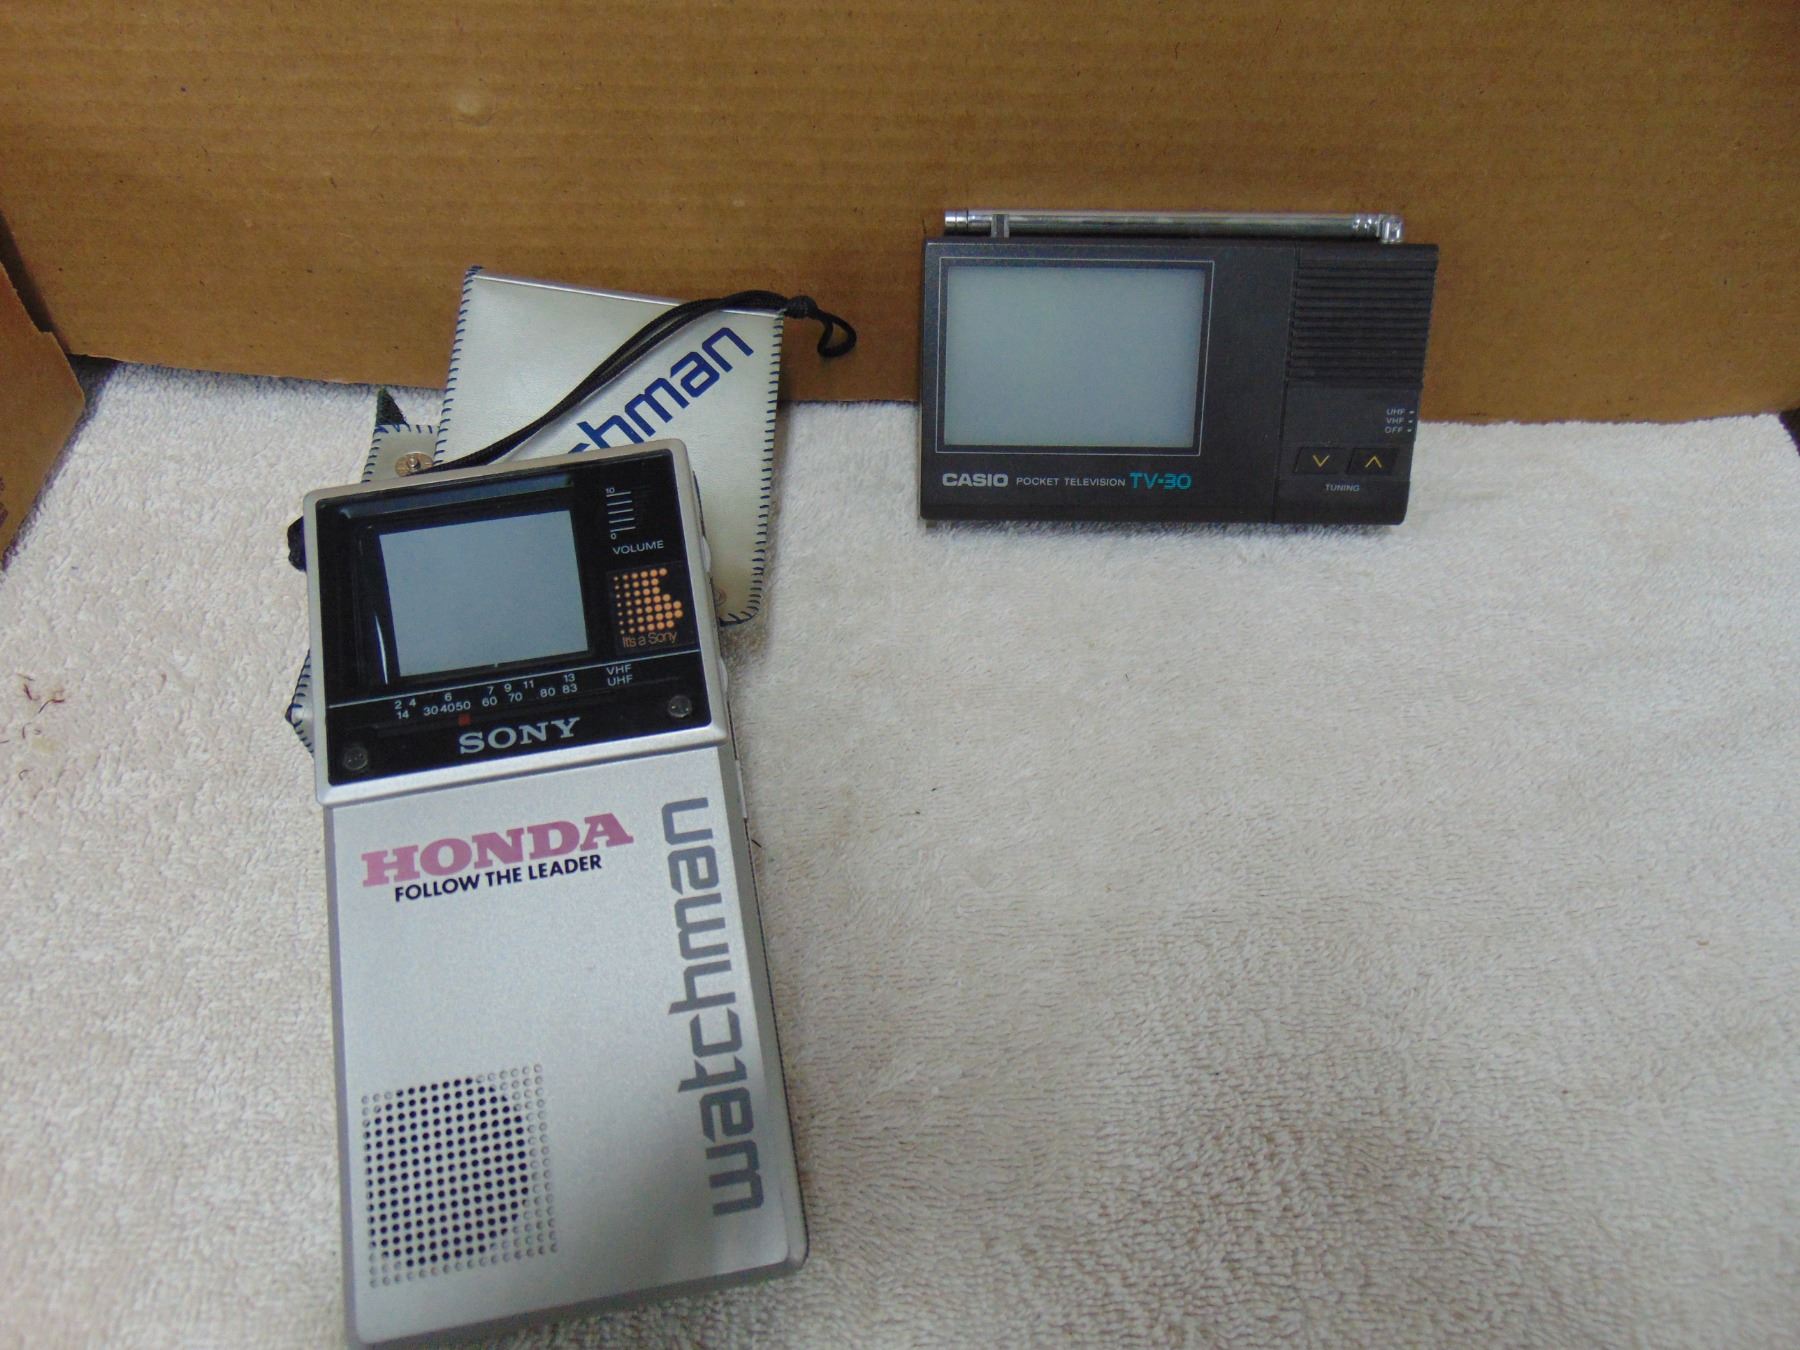 chman
10
0
VOLUME
It's a Sony
VHF
UHF
2 4 6 7 9 11 13
14 30 40 50 60 70 80 83
SONY
HONDA
FOLLOW THE LEADER
watchman
UHF
VHF
OFF
CASIO POCKET TELEVISION TV-30
TUNING